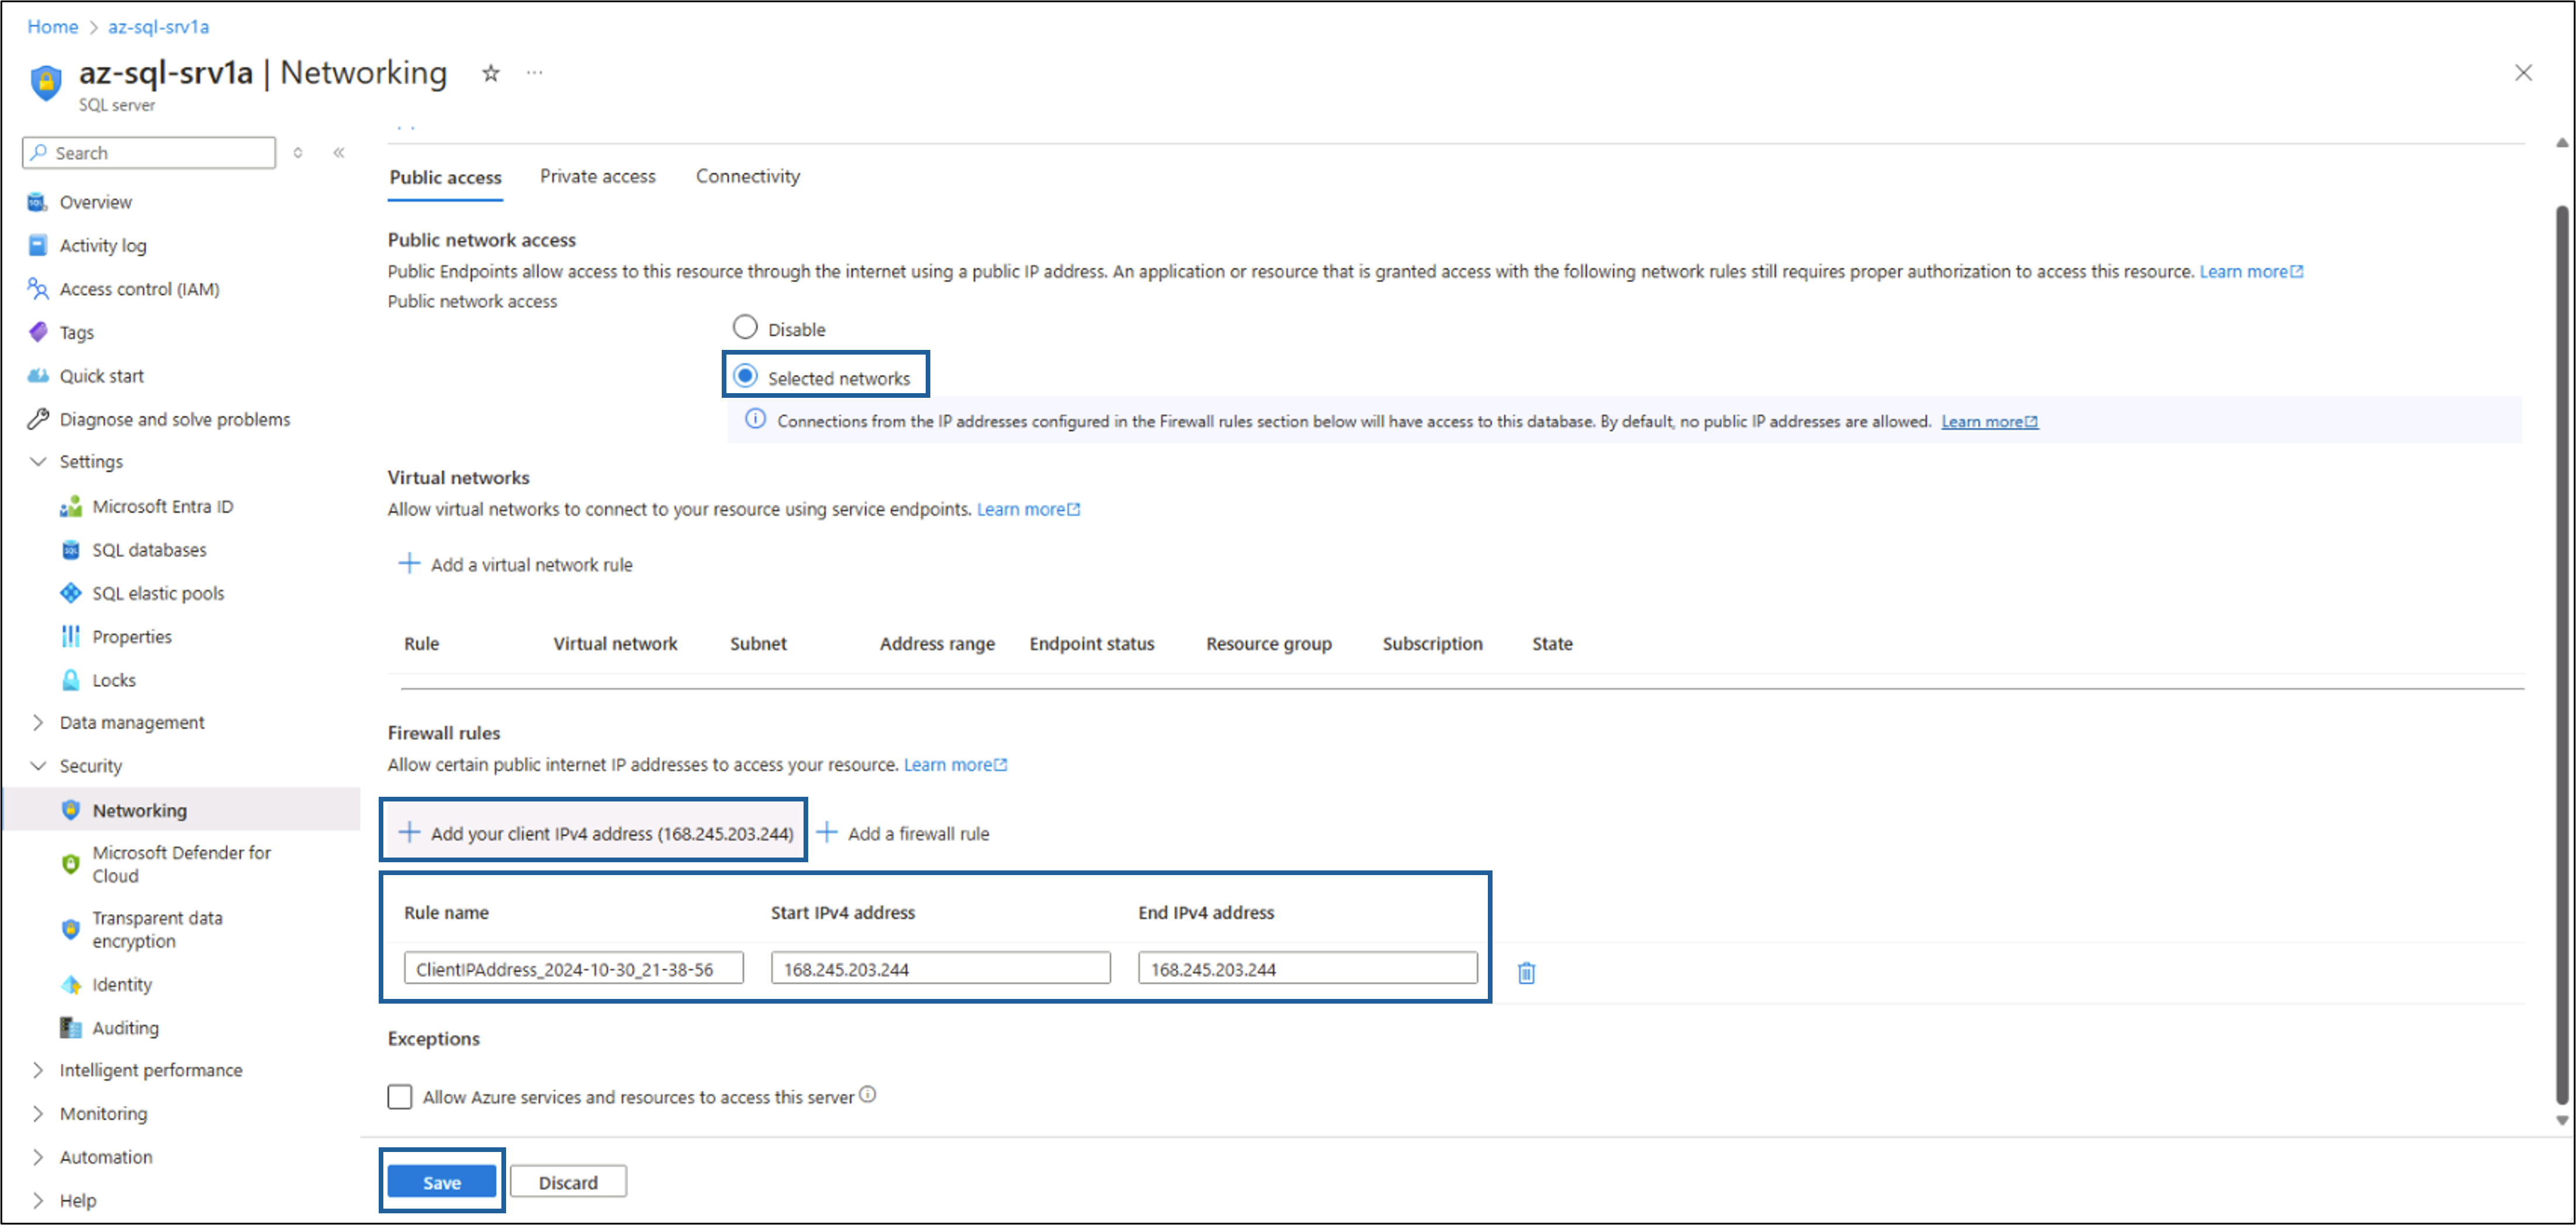 Home > az-sql-srv1a
az-sql-srv1a | Networking ☆ ...
SQL server
Search
Overview
Activity log
Access control (IAM)
Tags
Quick start
Diagnose and solve problems
Settings
Microsoft Entra ID
SQL databases
SQL elastic pools
Properties
Locks
Data management
Security
Networking
Microsoft Defender for
Cloud
Transparent data
encryption
Identity
Auditing
Intelligent performance
Monitoring
Automation
Help
Public access Private access Connectivity
Public network access
Public Endpoints allow access to this resource through the internet using a public IP address. An application or resource that is granted access with the following network rules still requires proper authorization to access this resource. Learn more
Public network access
Disable
Selected networks
Connections from the IP addresses configured in the Firewall rules section below will have access to this database. By default, no public IP addresses are allowed. Learn more
Virtual networks
Allow virtual networks to connect to your resource using service endpoints. Learn more
+ Add a virtual network rule
Rule Virtual network Subnet Address range Endpoint status Resource group Subscription State
Firewall rules
Allow certain public internet IP addresses to access your resource. Learn more
+ Add your client IPv4 address (168.245.203.244) + Add a firewall rule
Rule name Start IPv4 address End IPv4 address
ClientIPAddress_2024-10-30_21-38-56 168.245.203.244 168.245.203.244
Exceptions
Allow Azure services and resources to access this server
Save Discard